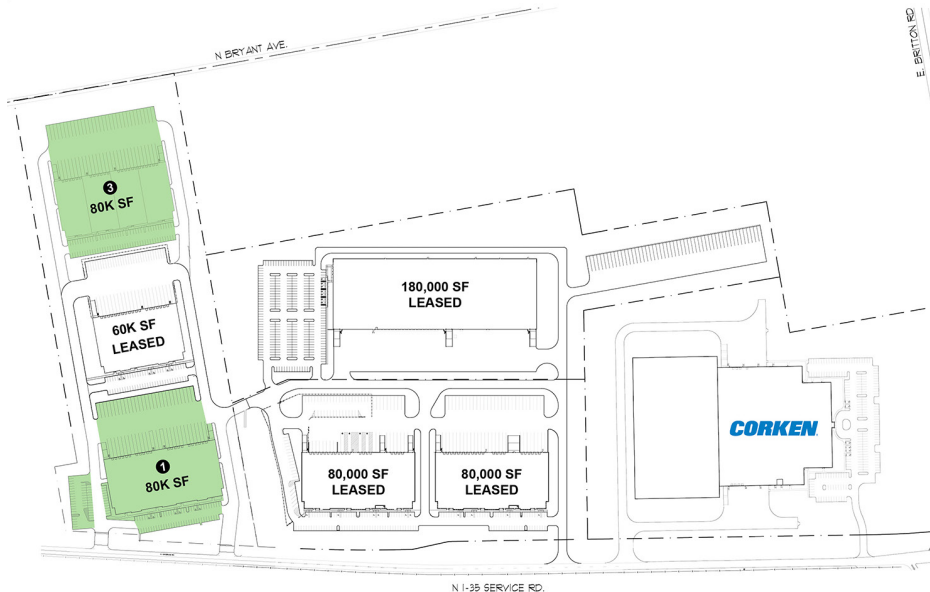 N BRYANT AVE.
E. BRITTON RD
3
80K SF
180,000 SF
LEASED
60K SF
LEASED
CORKEN
1
80K SF
80,000 SF
LEASED
80,000 SF
LEASED
N I-35 SERVICE RD.